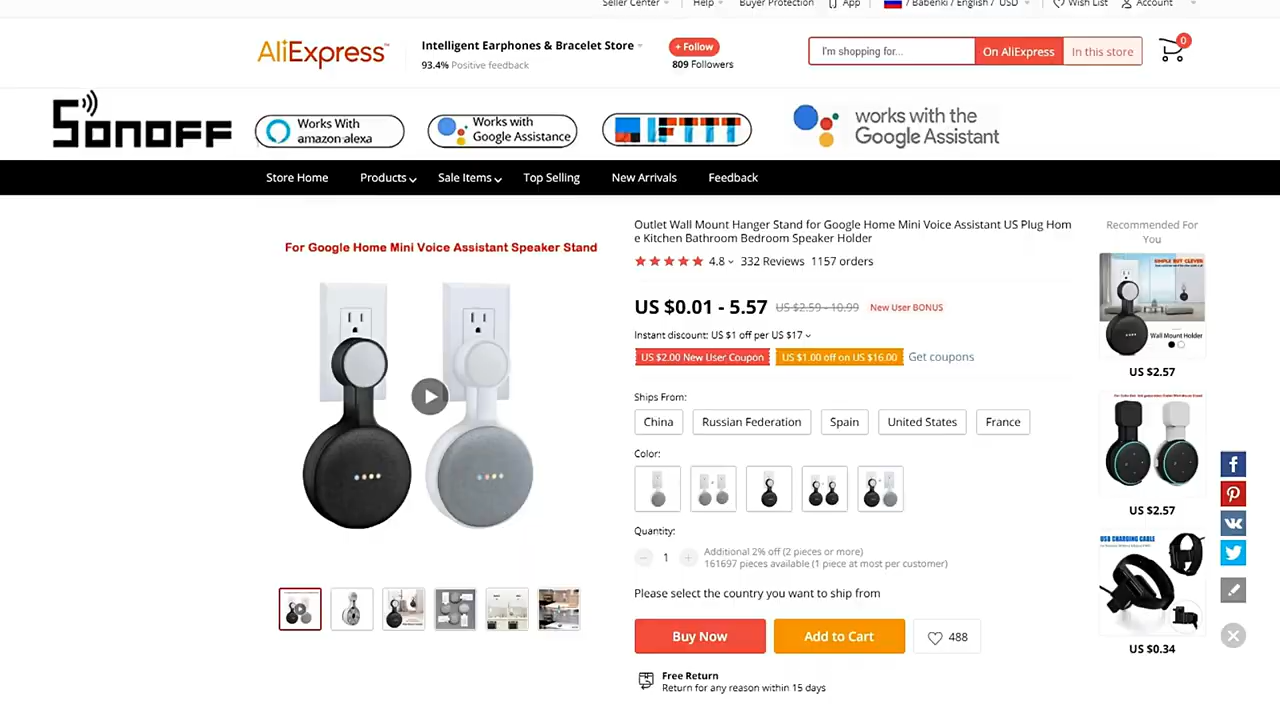 Seller Center
Help
Buyer Protection
App
/ Babenki / English / USD
Wish List
Account
AliExpress™
Intelligent Earphones & Bracelet Store
93.4% Positive feedback
+ Follow
809 Followers
I'm shopping for...
On AliExpress
In this store
0
SONOFF
Works With
amazon alexa
Works with
Google Assistance
IFTTT
works with the
Google Assistant
Store Home
Products
Sale Items
Top Selling
New Arrivals
Feedback
For Google Home Mini Voice Assistant Speaker Stand
Outlet Wall Mount Hanger Stand for Google Home Mini Voice Assistant US Plug Hom
e Kitchen Bathroom Bedroom Speaker Holder
4.8
332 Reviews
1157 orders
US $0.01 - 5.57
US $2.59 - 10.99
New User BONUS
Instant discount: US $1 off per US $17
US $2.00 New User Coupon
US $1.00 off on US $16.00
Get coupons
Ships From:
China
Russian Federation
Spain
United States
France
Color:
Quantity:
1
Additional 2% off (2 pieces or more)
161697 pieces available (1 piece at most per customer)
Please select the country you want to ship from
Buy Now
Add to Cart
488
Free Return
Return for any reason within 15 days
Recommended For
You
SIMPLE BUT CLEVER
Wall Mount Holder
US $2.57
US $2.57
USB CHARGING CABLE
US $0.34